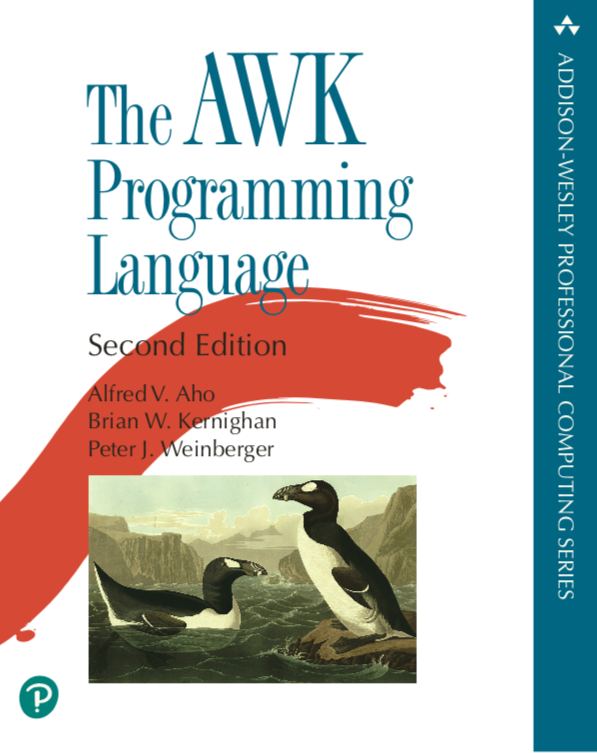 The AWK
Programming
Language
Second Edition
Alfred V. Aho
Brian W. Kernighan
Peter J. Weinberger
P
ADDISON-WESLEY PROFESSIONAL COMPUTING SERIES